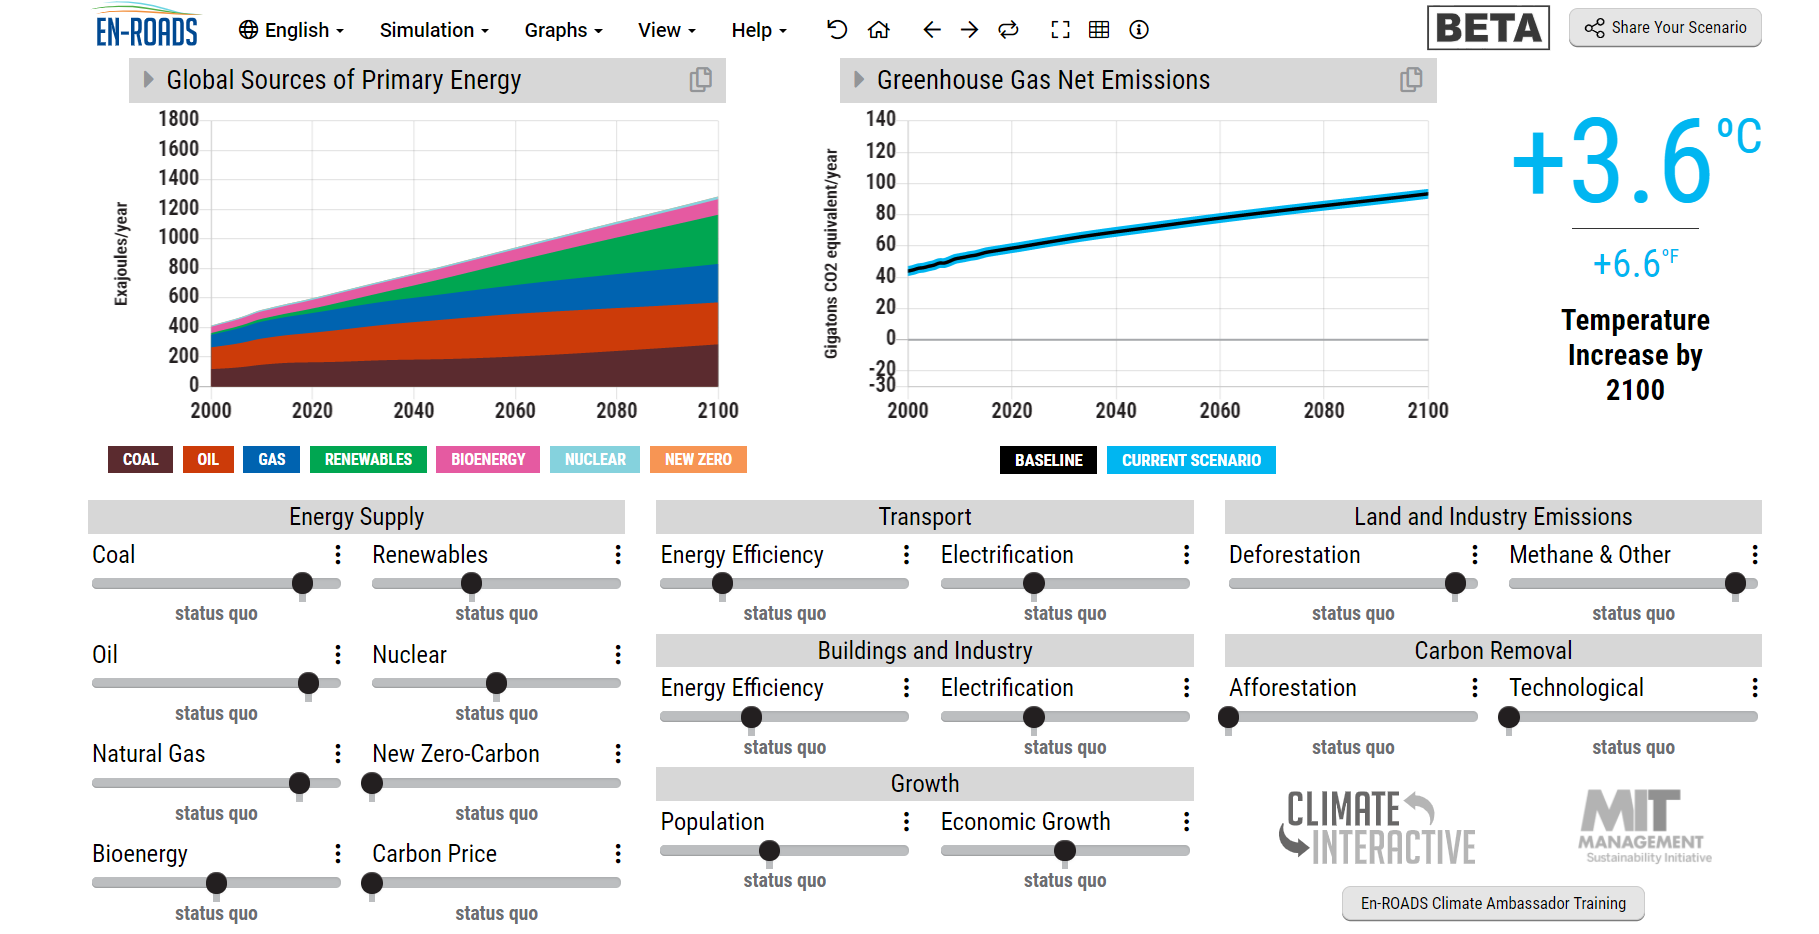 EN-ROADS English Simulation Graphs View Help BETA Share Your Scenario
Global Sources of Primary Energy
Exajoules/year
1800
1600
1400
1200
1000
800
600
400
200
0
2000 2020 2040 2060 2080 2100
COAL OIL GAS RENEWABLES BIOENERGY NUCLEAR NEW ZERO
Greenhouse Gas Net Emissions
Gigatons CO2 equivalent/year
140
120
100
80
60
40
20
0
-20
-30
2000 2020 2040 2060 2080 2100
BASELINE CURRENT SCENARIO
+3.6 °C
+6.6 °F
Temperature
Increase by
2100
Energy Supply
Coal Renewables
status quo status quo
Oil Nuclear
status quo status quo
Natural Gas New Zero-Carbon
status quo status quo
Bioenergy Carbon Price
status quo status quo
Transport
Energy Efficiency Electrification
status quo status quo
Buildings and Industry
Energy Efficiency Electrification
status quo status quo
Growth
Population Economic Growth
status quo status quo
Land and Industry Emissions
Deforestation Methane & Other
status quo status quo
Carbon Removal
Afforestation Technological
status quo status quo
CLIMATE
INTERACTIVE
MIT
MANAGEMENT
Sustainability Initiative
En-ROADS Climate Ambassador Training